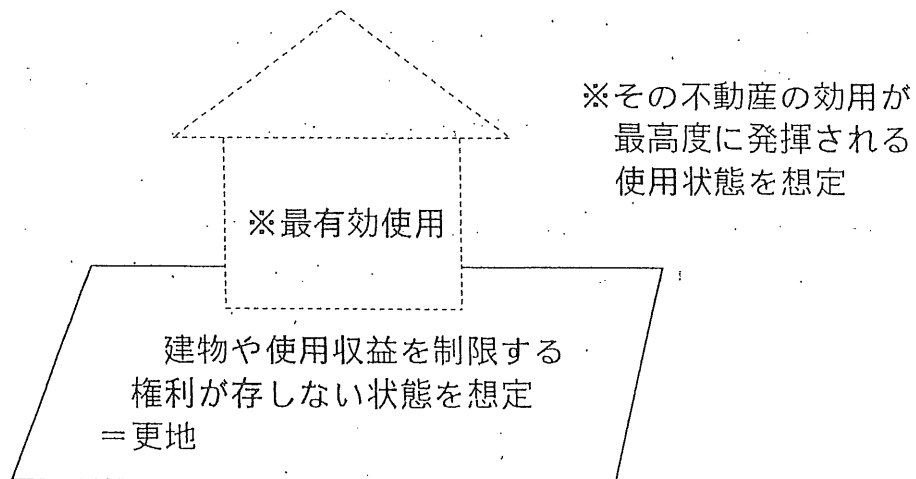 ※その不動産の効用が
最高度に発揮される
使用状態を想定
※最有効使用
建物や使用収益を制限する
権利が存しない状態を想定
＝更地